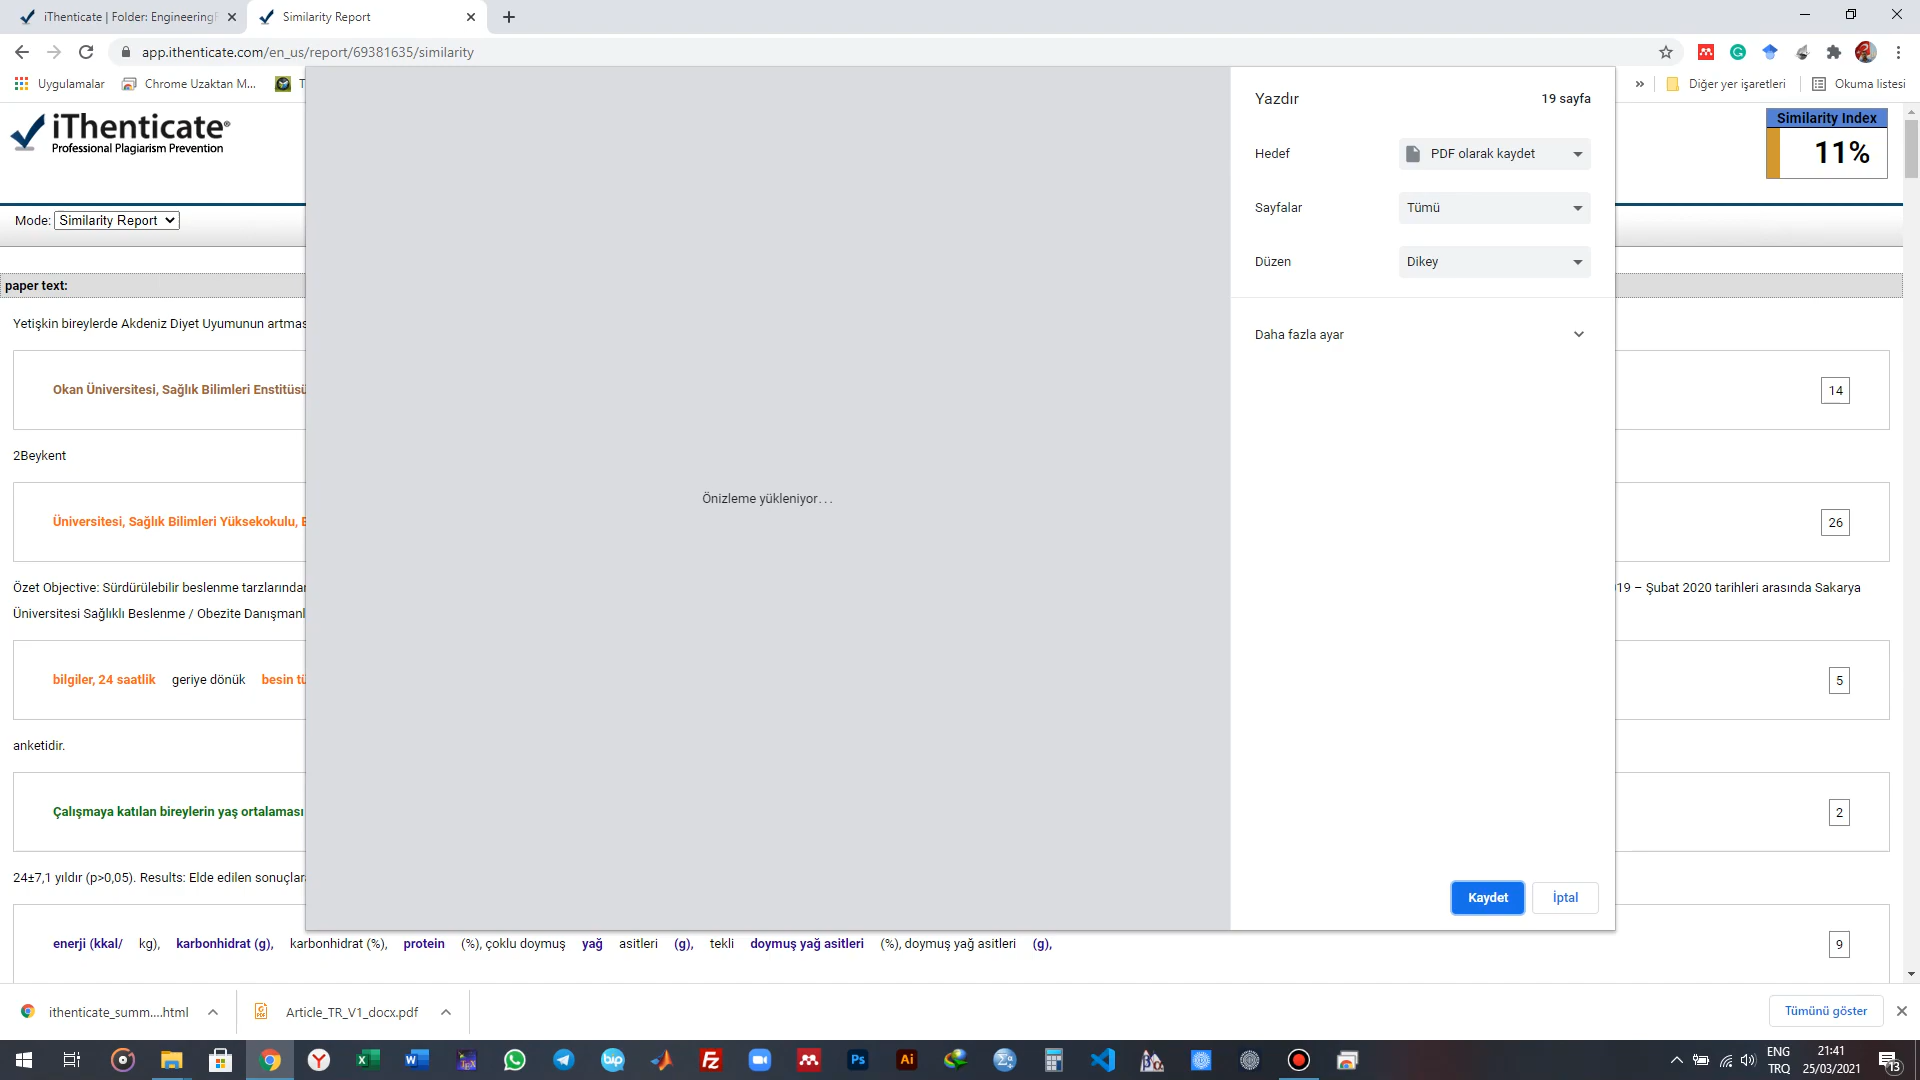 iThenticate | Folder: EngineeringF
Similarity Report
app.ithenticate.com/en_us/report/69381635/similarity
Uygulamalar
Chrome Uzaktan M...
T
»
Diğer yer işaretleri
Okuma listesi
iThenticate®
Professional Plagiarism Prevention
Similarity Index
11%
Mode: Similarity Report
paper text:
Yetişkin bireylerde Akdeniz Diyet Uyumunun artmas
Okan Üniversitesi, Sağlık Bilimleri Enstitüsü
14
2Beykent
Üniversitesi, Sağlık Bilimleri Yüksekokulu, B
26
Özet Objective: Sürdürülebilir beslenme tarzlarından
19 – Şubat 2020 tarihleri arasında Sakarya
Üniversitesi Sağlıklı Beslenme / Obezite Danışmanl
bilgiler, 24 saatlik geriye dönük besin tü
5
anketidir.
Çalışmaya katılan bireylerin yaş ortalaması
2
24±7,1 yıldır (p>0,05). Results: Elde edilen sonuçlara
enerji (kkal/ kg), karbonhidrat (g), karbonhidrat (%), protein (%), çoklu doymuş yağ asitleri (g), tekli doymuş yağ asitleri (%), doymuş yağ asitleri (g),
9
Önizleme yükleniyor...
Yazdır
19 sayfa
Hedef
PDF olarak kaydet
Sayfalar
Tümü
Düzen
Dikey
Daha fazla ayar
Kaydet
İptal
ithenticate_summ....html
Article_TR_V1_docx.pdf
Tümünü göster
ENG
TRQ
21:41
25/03/2021
13